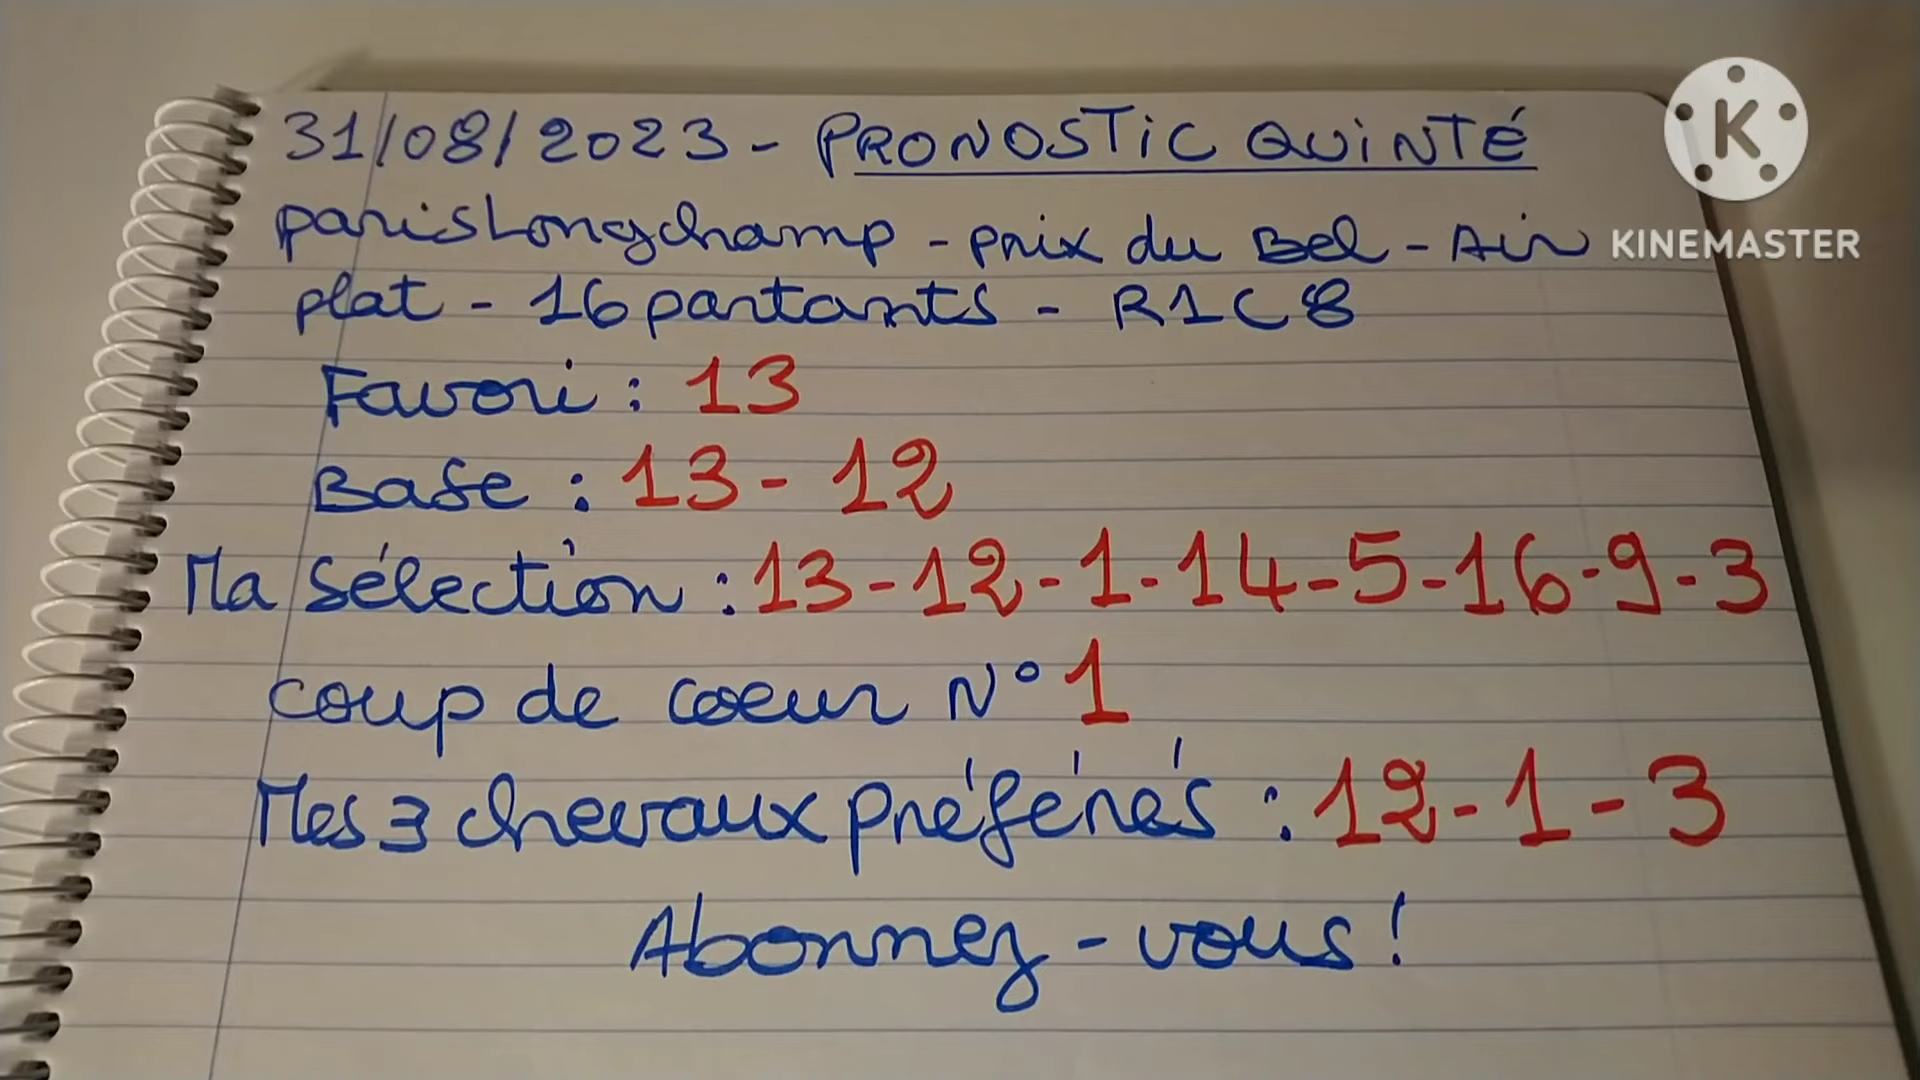 31/08/2023 - PRONOSTIC QUINTÉ
parisLongchamp - prix du Bel - Air
plat - 16 partants - R1C8
Favori : 13
Base : 13 - 12
Ma sélection : 13 - 12 - 1 - 14 - 5 - 16 - 9 - 3
coup de coeur N° 1
Mes 3 chevaux préférés : 12 - 1 - 3
Abonnez - vous !
K
KINEMASTER